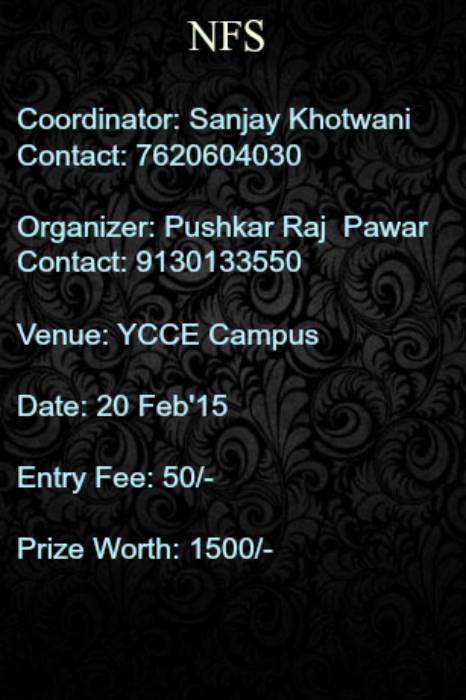 NFS
Coordinator: Sanjay Khotwani
Contact: 7620604030
Organizer: Pushkar Raj  Pawar
Contact: 9130133550
Venue: YCCE Campus
Date: 20 Feb'15
Entry Fee: 50/-
Prize Worth: 1500/-